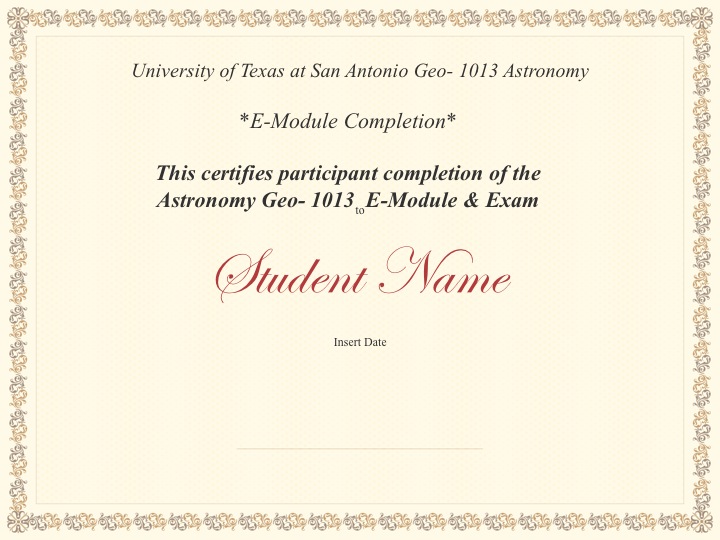 University of Texas at San Antonio Geo- 1013 Astronomy
*E-Module Completion*
This certifies participant completion of the
Astronomy Geo- 1013 E-Module & Exam
to
Student Name
Insert Date